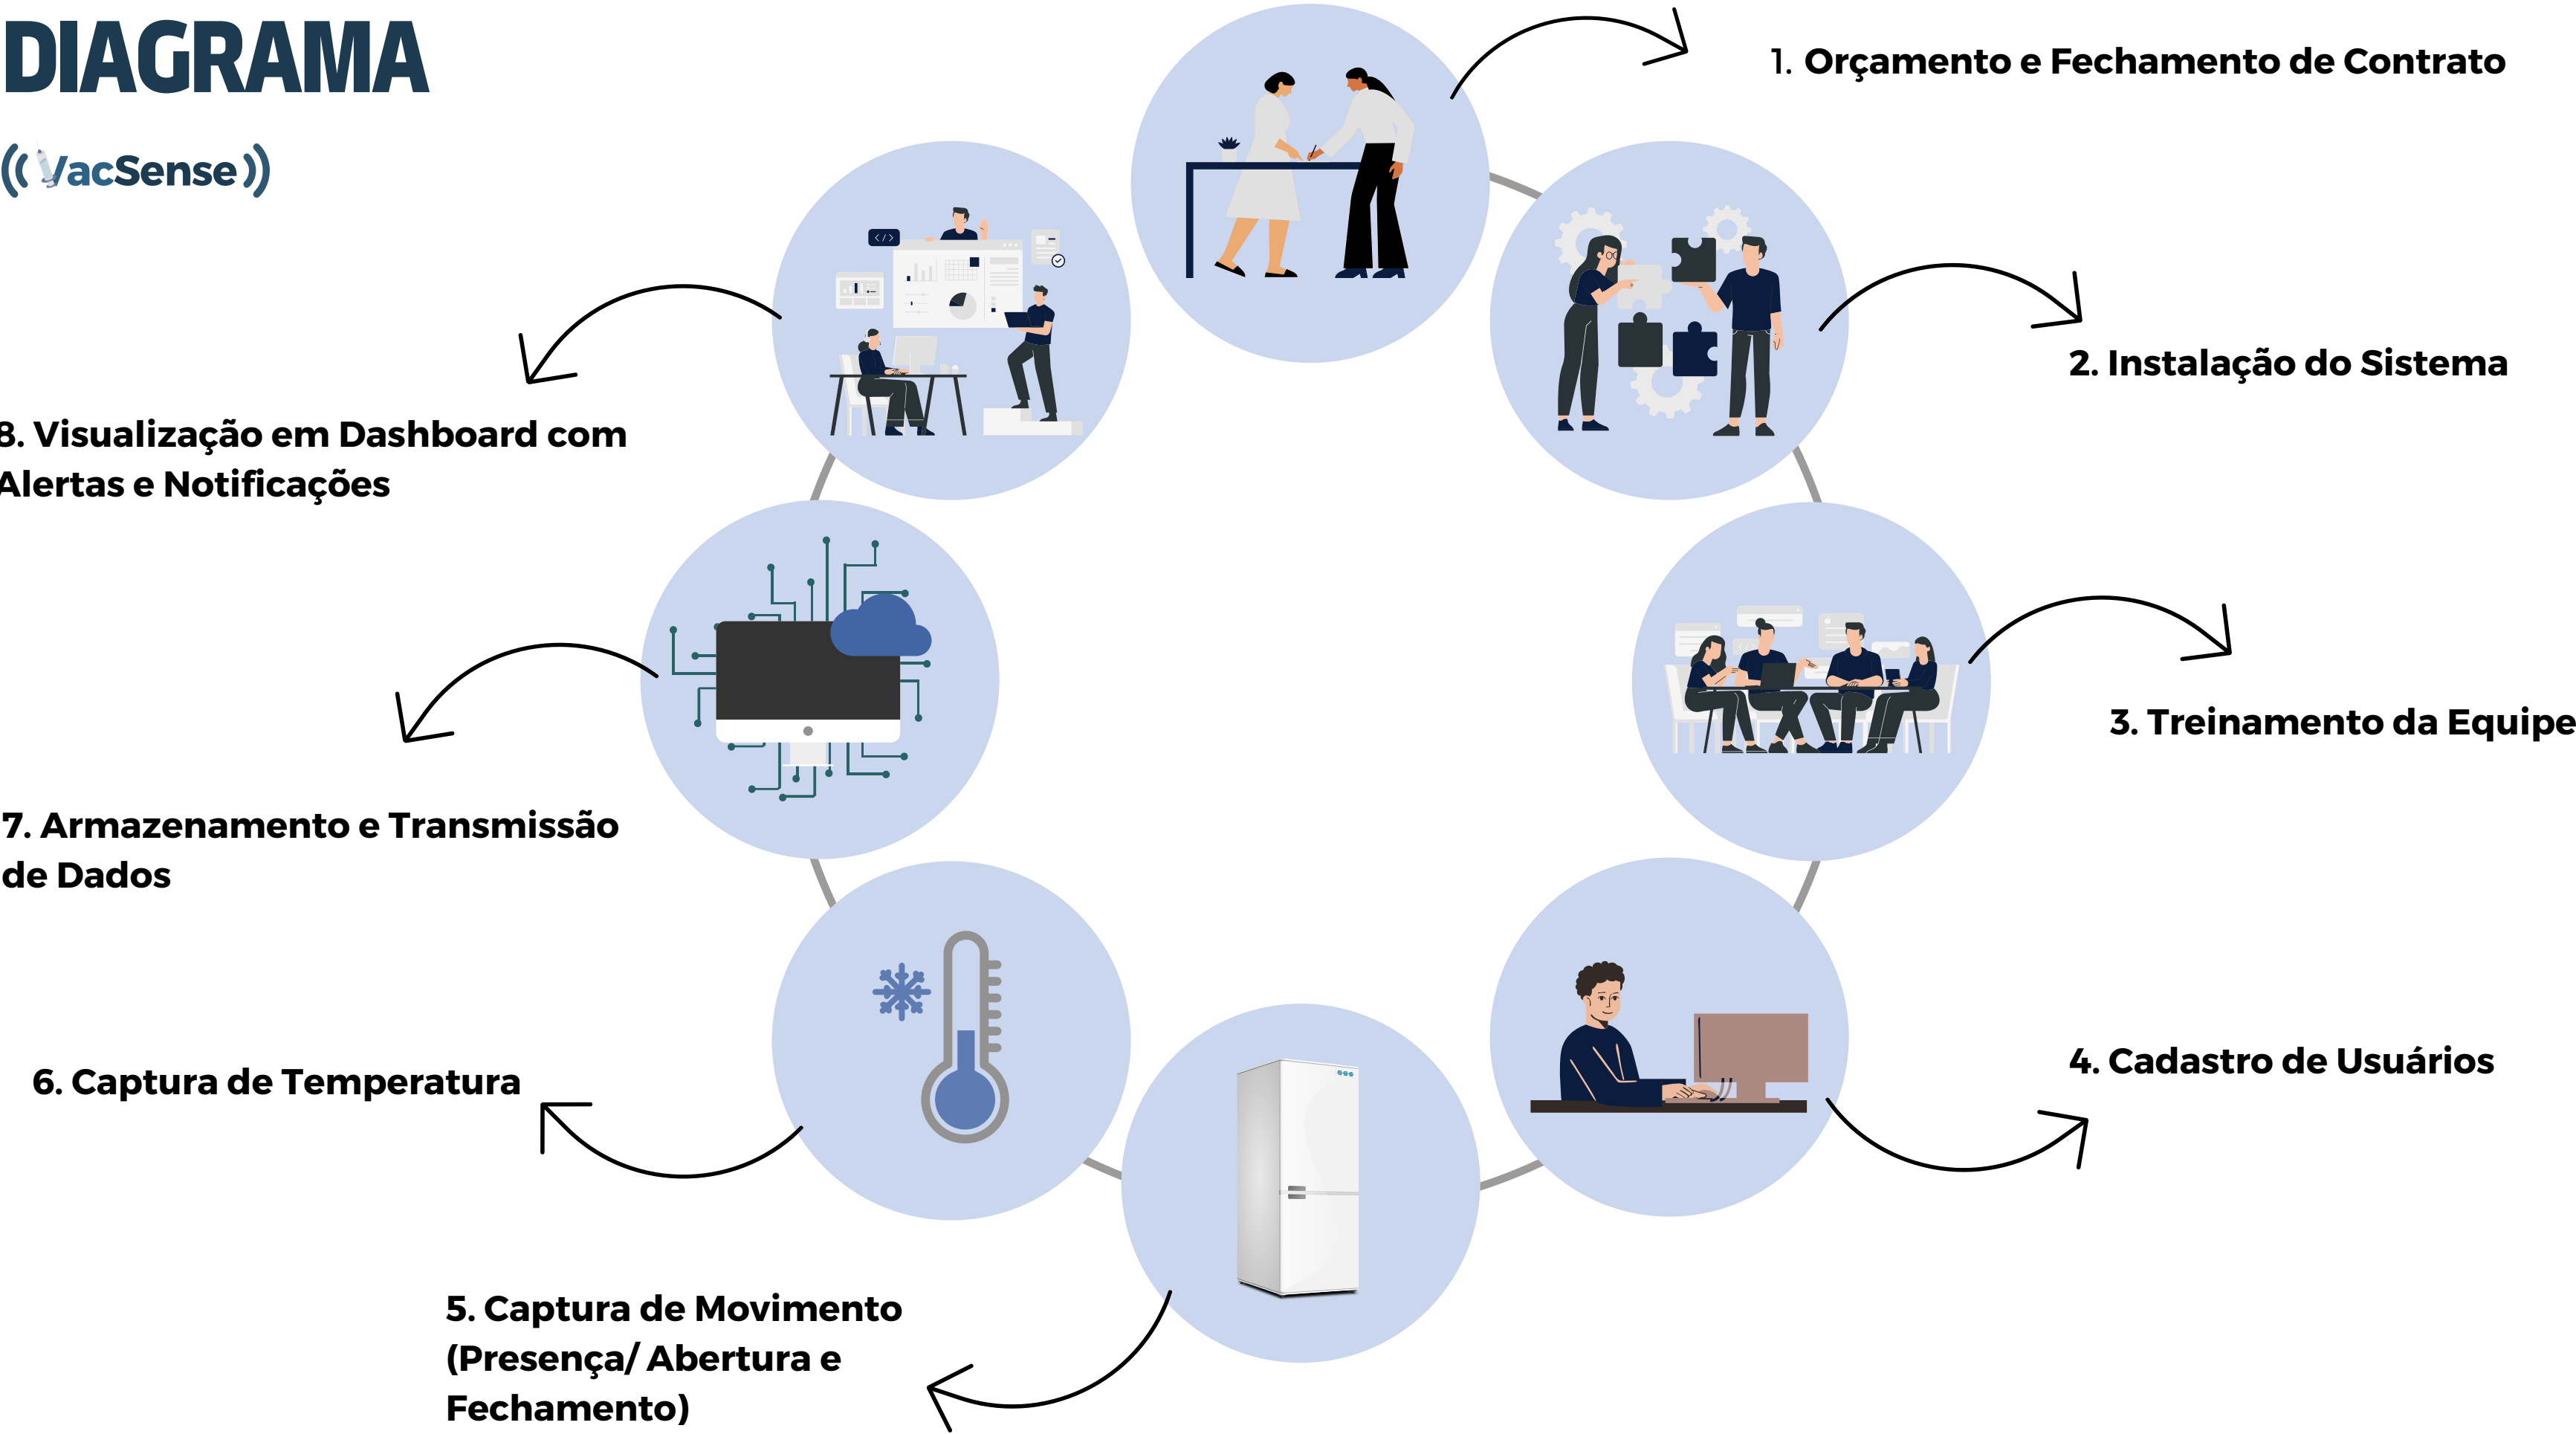 DIAGRAMA
VacSense
1. Orçamento e Fechamento de Contrato
2. Instalação do Sistema
3. Treinamento da Equipe
4. Cadastro de Usuários
5. Captura de Movimento
(Presença/ Abertura e
Fechamento)
6. Captura de Temperatura
7. Armazenamento e Transmissão
de Dados
8. Visualização em Dashboard com
Alertas e Notificações